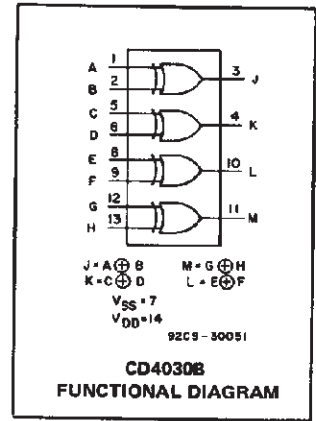 A 1
B 2
3 J
C 5
D 6
4 K
E 8
F 9
10 L
G 12
H 13
11 M
J = A ⊕ B M = G ⊕ H
K = C ⊕ D L = E ⊕ F
VSS = 7
VDD = 14
92CS-30051
CD4030B
FUNCTIONAL DIAGRAM